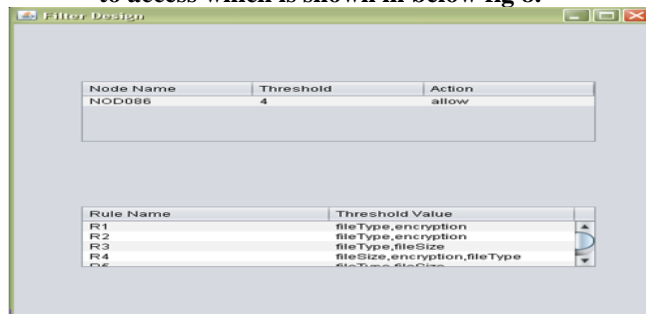 to access which is shown in below fig 8.
Filter Design
Node Name Threshold Action
NOD086 4 allow
Rule Name Threshold Value
R1 fileType,encryption
R2 fileType,encryption
R3 fileType,fileSize
R4 fileSize,encryption,fileType